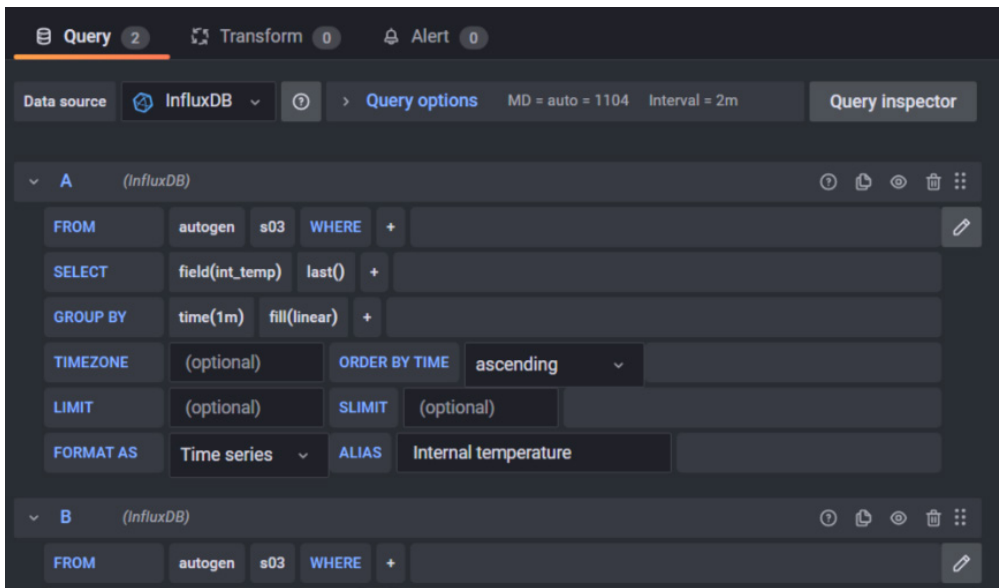 Query 2 Transform 0 Alert 0
Data source InfluxDB ? > Query options MD = auto = 1104 Interval = 2m Query inspector
A (InfluxDB)
FROM autogen s03 WHERE +
SELECT field(int_temp) last() +
GROUP BY time(1m) fill(linear) +
TIMEZONE (optional) ORDER BY TIME ascending
LIMIT (optional) SLIMIT (optional)
FORMAT AS Time series ALIAS Internal temperature
B (InfluxDB)
FROM autogen s03 WHERE +